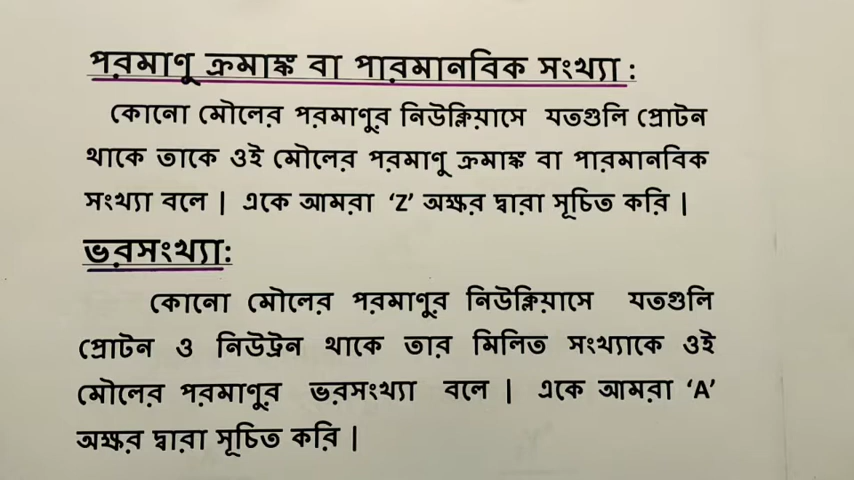 পরমাণু ক্রমাঙ্ক বা পারমানবিক সংখ্যা :
কোনো মৌলের পরমাণুর নিউক্লিয়াসে যতগুলি প্রোটন
থাকে তাকে ওই মৌলের পরমাণু ক্রমাঙ্ক বা পারমানবিক
সংখ্যা বলে | একে আমরা ‘Z’ অক্ষর দ্বারা সূচিত করি |
ভরসংখ্যা:
কোনো মৌলের পরমাণুর নিউক্লিয়াসে যতগুলি
প্রোটন ও নিউট্রন থাকে তার মিলিত সংখ্যাকে ওই
মৌলের পরমাণুর ভরসংখ্যা বলে | একে আমরা ‘A’
অক্ষর দ্বারা সূচিত করি |